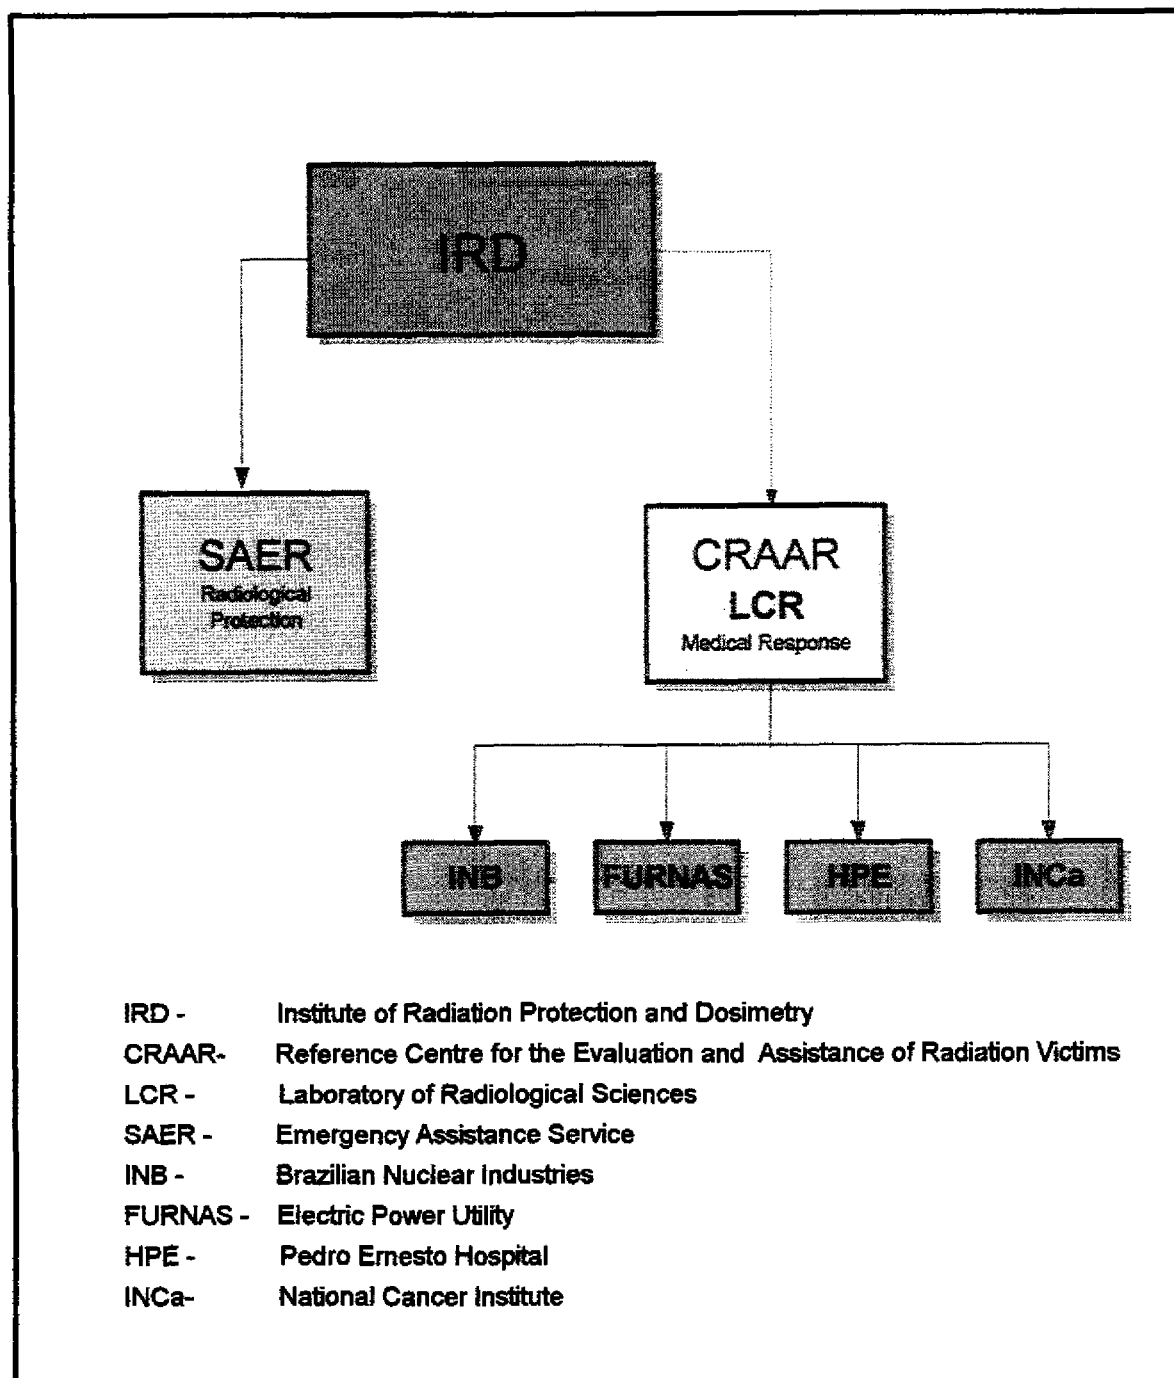 IRD
SAER
Radiological
Protection
CRAAR
LCR
Medical Response
INB
FURNAS
HPE
INCa
IRD - Institute of Radiation Protection and Dosimetry
CRAAR- Reference Centre for the Evaluation and Assistance of Radiation Victims
LCR - Laboratory of Radiological Sciences
SAER - Emergency Assistance Service
INB - Brazilian Nuclear Industries
FURNAS - Electric Power Utility
HPE - Pedro Ernesto Hospital
INCa- National Cancer Institute